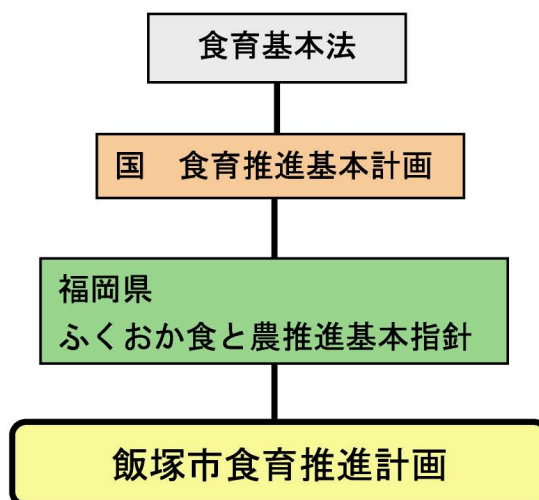 食育基本法
国　食育推進基本計画
福岡県
ふくおか食と農推進基本指針
飯塚市食育推進計画